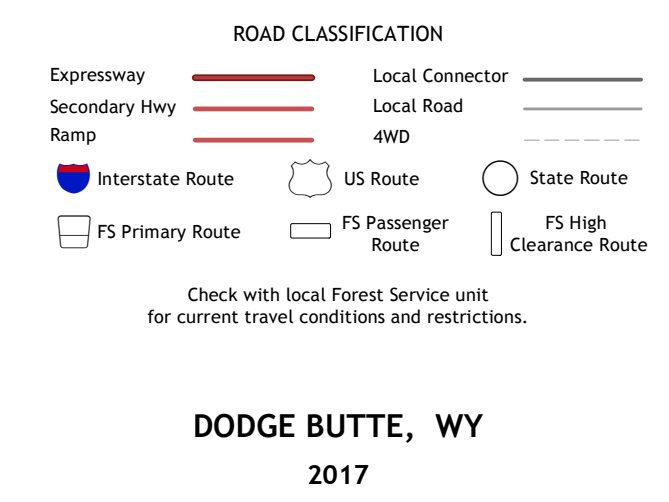 ROAD CLASSIFICATION
Expressway
Local Connector
Secondary Hwy
Local Road
Ramp
4WD
Interstate Route
US Route
State Route
FS Primary Route
FS Passenger
Route
FS High
Clearance Route
Check with local Forest Service unit
for current travel conditions and restrictions.
DODGE BUTTE, WY
2017